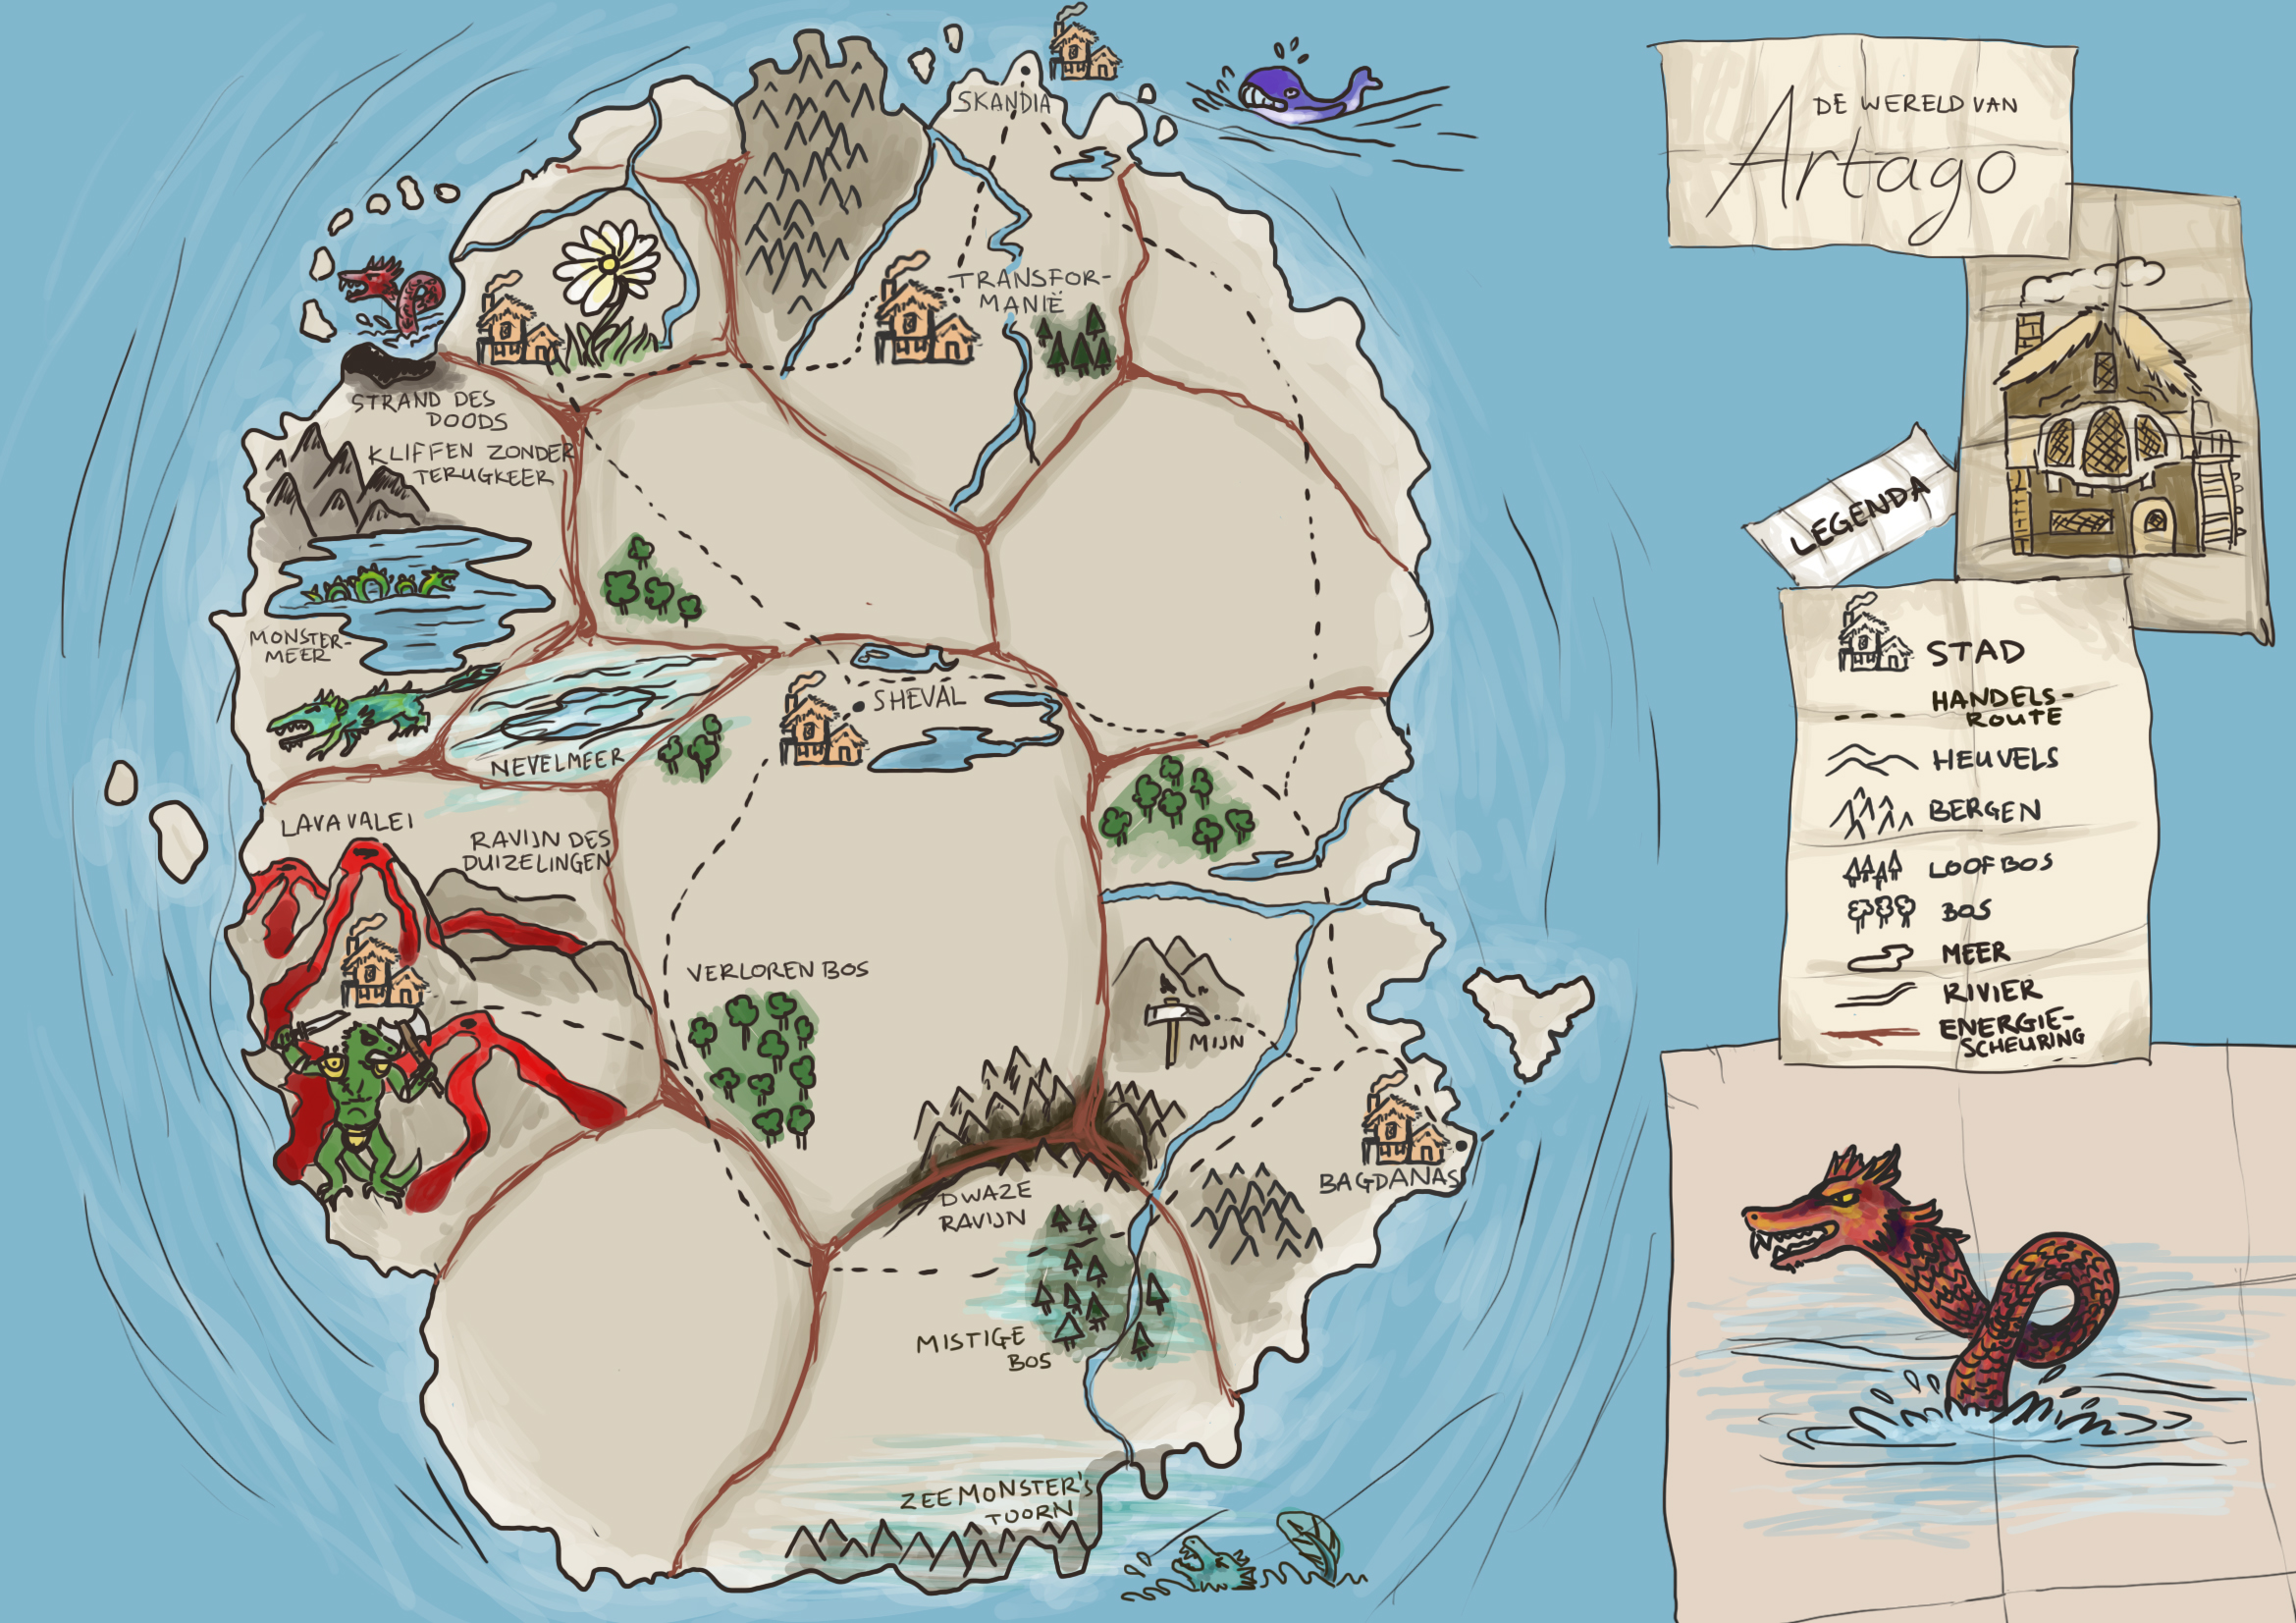 DE WERELD VAN
Artago
LEGENDA
STAD
HANDELS-
ROUTE
HEUVELS
BERGEN
LOOFBOS
BOS
MEER
RIVIER
ENERGIE-
SCHEURING
SKANDIA
TRANSFOR-
MANIË
STRAND DES
DOODS
KLIFFEN ZONDER
TERUGKEER
MONSTER-
MEER
NEVELMEER
SHEVAL
LAVA VALEI
RAVIJN DES
DUIZELINGEN
VERLOREN BOS
MIJN
BAGDANAS
DWAZE
RAVIJN
MISTIGE
BOS
ZEEMONSTER'S
TOORN